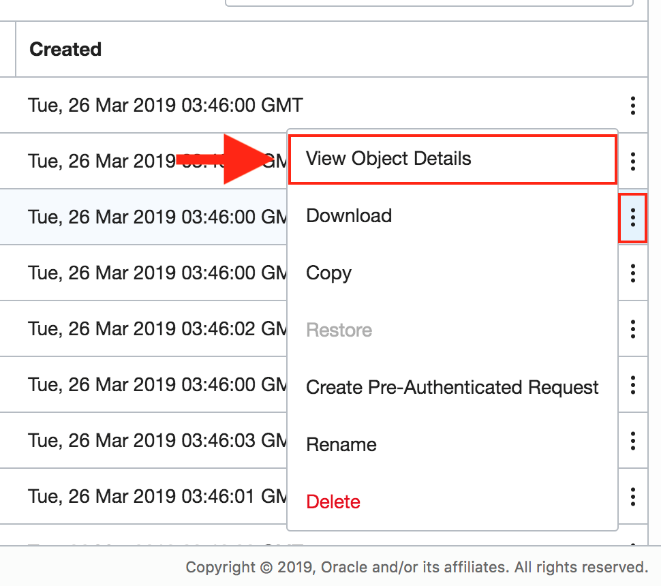 Created
Tue, 26 Mar 2019 03:46:00 GMT
Tue, 26 Mar 2019
View Object Details
Tue, 26 Mar 2019 03:46:00 GM
Download
Tue, 26 Mar 2019 03:46:00 GM
Copy
Tue, 26 Mar 2019 03:46:02 GM
Restore
Tue, 26 Mar 2019 03:46:00 GM
Create Pre-Authenticated Request
Tue, 26 Mar 2019 03:46:03 GM
Rename
Tue, 26 Mar 2019 03:46:01 GM
Delete
Copyright © 2019, Oracle and/or its affiliates. All rights reserved.